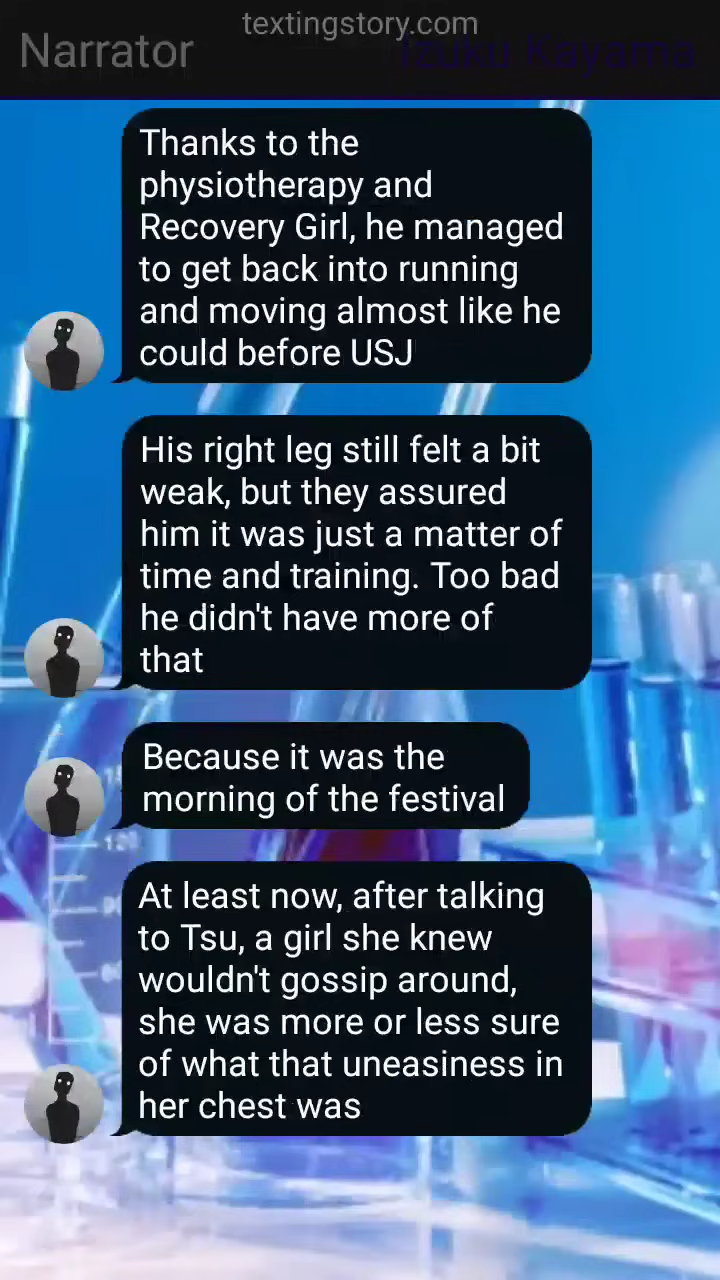 textingstory.com
Narrator
Izuku Kayama
Thanks to the
physiotherapy and
Recovery Girl, he managed
to get back into running
and moving almost like he
could before USJ
His right leg still felt a bit
weak, but they assured
him it was just a matter of
time and training. Too bad
he didn't have more of
that
Because it was the
morning of the festival
120
At least now, after talking
to Tsu, a girl she knew
wouldn't gossip around,
she was more or less sure
of what that uneasiness in
her chest was